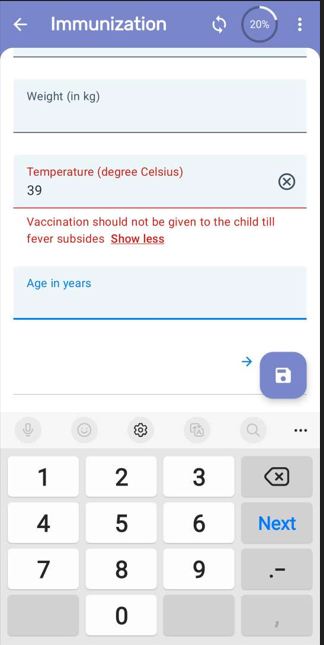 Immunization
20%
Weight (in kg)
Temperature (degree Celsius)
39
Vaccination should not be given to the child till
fever subsides Show less
Age in years
1 2 3
4 5 6 Next
7 8 9 .-
0 ,